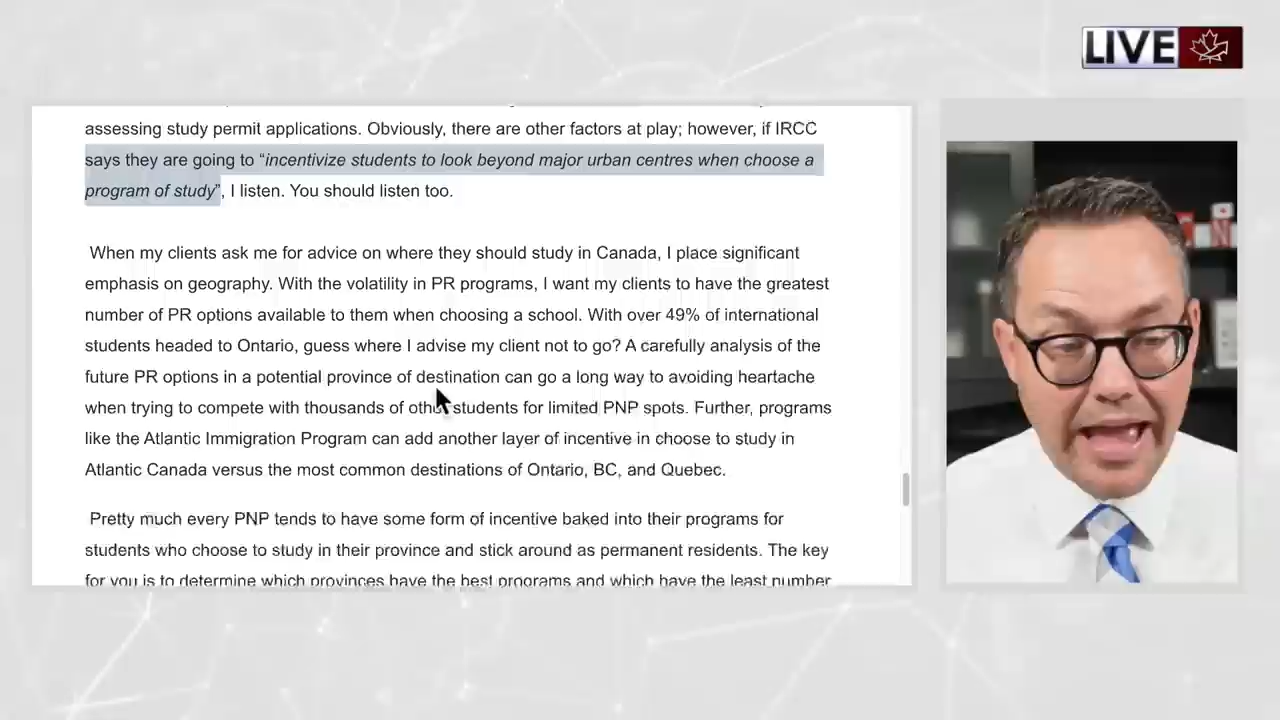 LIVE
assessing study permit applications. Obviously, there are other factors at play; however, if IRCC
says they are going to “incentivize students to look beyond major urban centres when choose a
program of study”, I listen. You should listen too.
When my clients ask me for advice on where they should study in Canada, I place significant
emphasis on geography. With the volatility in PR programs, I want my clients to have the greatest
number of PR options available to them when choosing a school. With over 49% of international
students headed to Ontario, guess where I advise my client not to go? A carefully analysis of the
future PR options in a potential province of destination can go a long way to avoiding heartache
when trying to compete with thousands of other students for limited PNP spots. Further, programs
like the Atlantic Immigration Program can add another layer of incentive in choose to study in
Atlantic Canada versus the most common destinations of Ontario, BC, and Quebec.
Pretty much every PNP tends to have some form of incentive baked into their programs for
students who choose to study in their province and stick around as permanent residents. The key
for you is to determine which provinces have the best programs and which have the least number